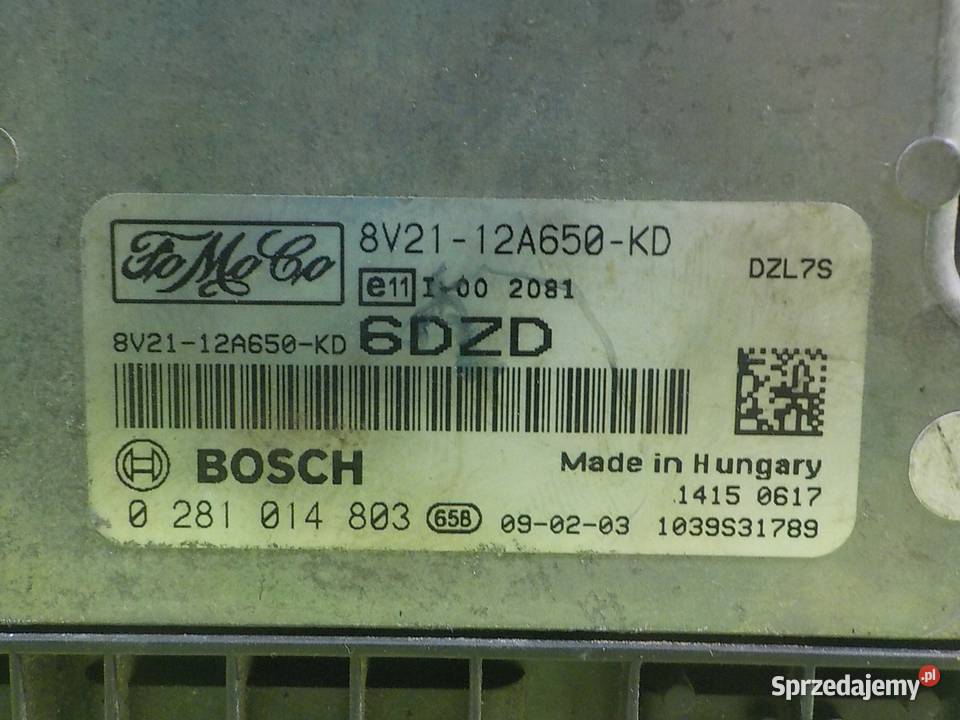 FoMoCo
8V21-12A650-KD
DZL7S
e11 I-00 2081
8V21-12A650-KD 6DZD
BOSCH
Made in Hungary
1415 0617
0 281 014 803 65B 09-02-03 1039S31789
Sprzedajemy.pl